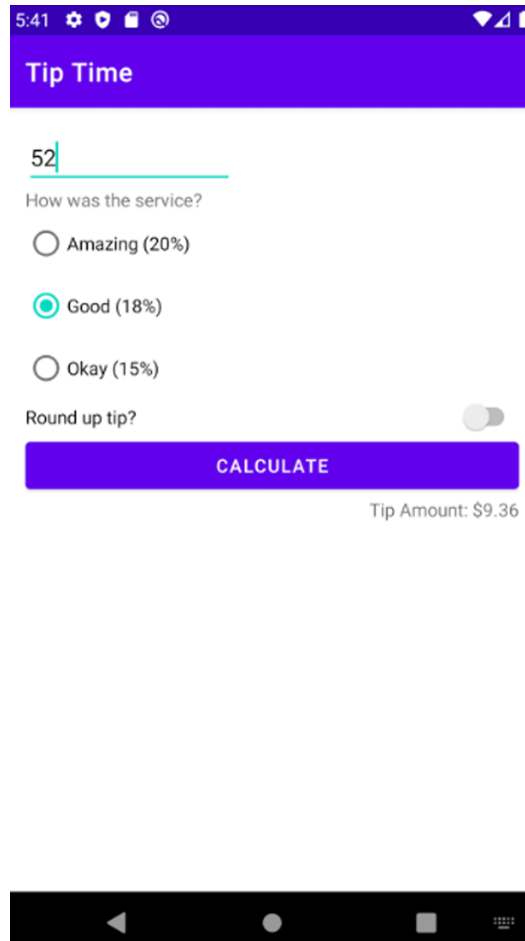 5:41
Tip Time
52
How was the service?
Amazing (20%)
Good (18%)
Okay (15%)
Round up tip?
CALCULATE
Tip Amount: $9.36